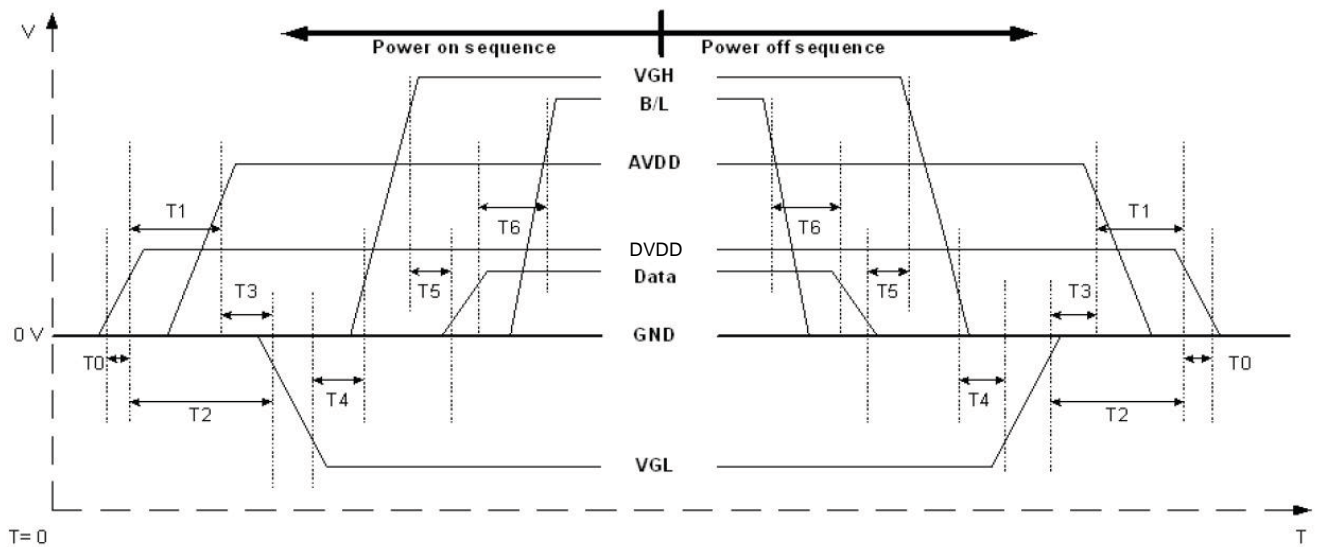 V
Power on sequence
Power off sequence
VGH
B/L
AVDD
T1
T6
T6
T1
DVDD
Data
T3
T5
T5
T3
0 V
GND
T0
T4
T2
T4
T2
T0
VGL
T= 0
T